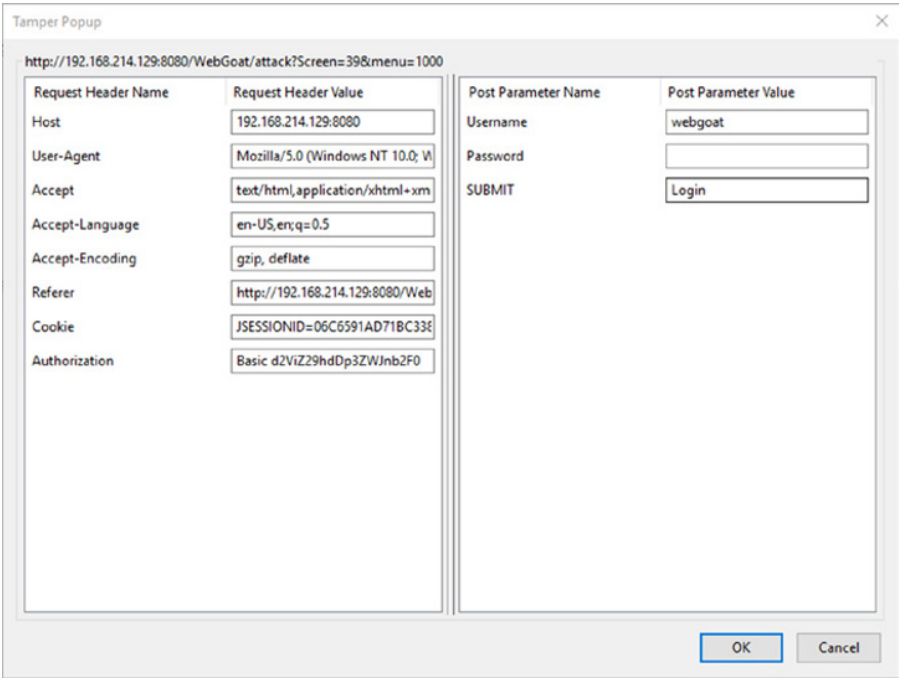 Tamper Popup
http://192.168.214.129:8080/WebGoat/attack?Screen=39&menu=1000
Request Header Name Request Header Value Post Parameter Name Post Parameter Value
Host 192.168.214.129:8080 Username webgoat
User-Agent Mozilla/5.0 (Windows NT 10.0; W Password
Accept text/html,application/xhtml+xm SUBMIT Login
Accept-Language en-US,en;q=0.5
Accept-Encoding gzip, deflate
Referer http://192.168.214.129:8080/Web
Cookie JSESSIONID=06C6591AD71BC338
Authorization Basic d2ViZ29hdDp3ZWJnb2F0
OK Cancel